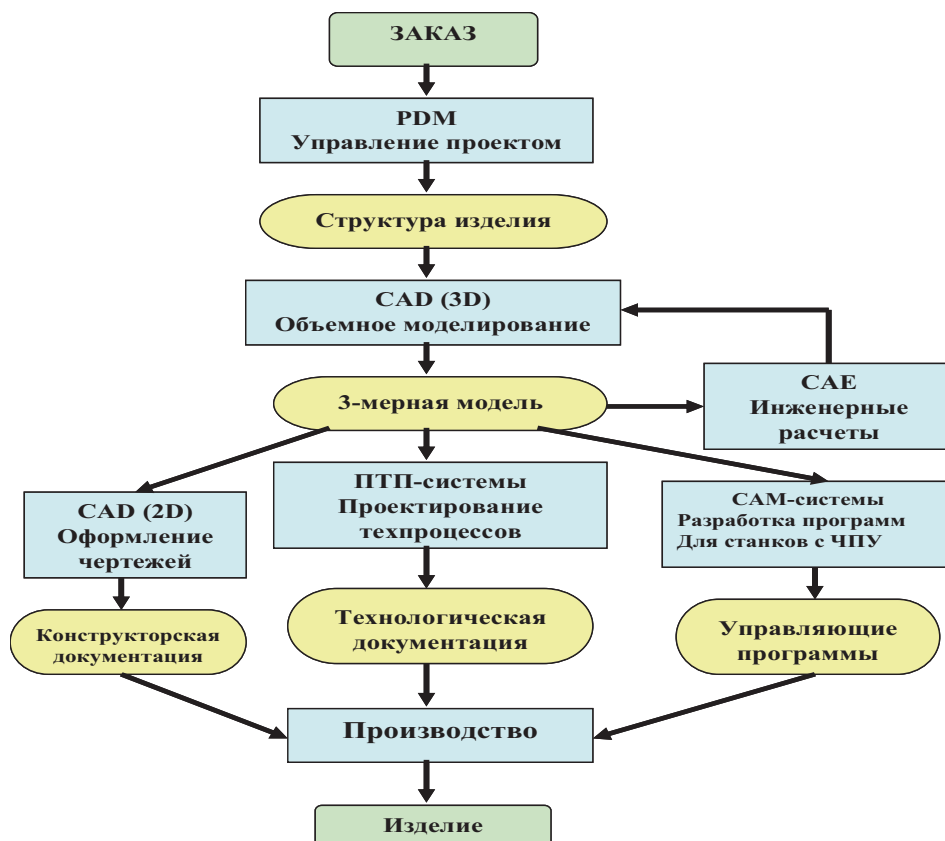 ЗАКАЗ
PDM
Управление проектом
Структура изделия
CAD (3D)
Объемное моделирование
3-мерная модель
CAE
Инженерные
расчеты
CAD (2D)
Оформление
чертежей
ПТП-системы
Проектирование
техпроцессов
САМ-системы
Разработка программ
Для станков с ЧПУ
Конструкторская
документация
Технологическая
документация
Управляющие
программы
Производство
Изделие